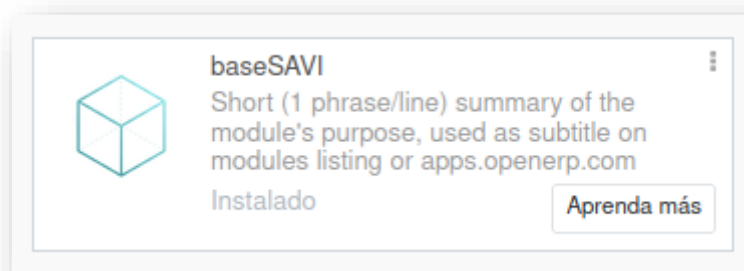 baseSAVI
Short (1 phrase/line) summary of the
module's purpose, used as subtitle on
modules listing or apps.openerp.com
Instalado
Aprenda más